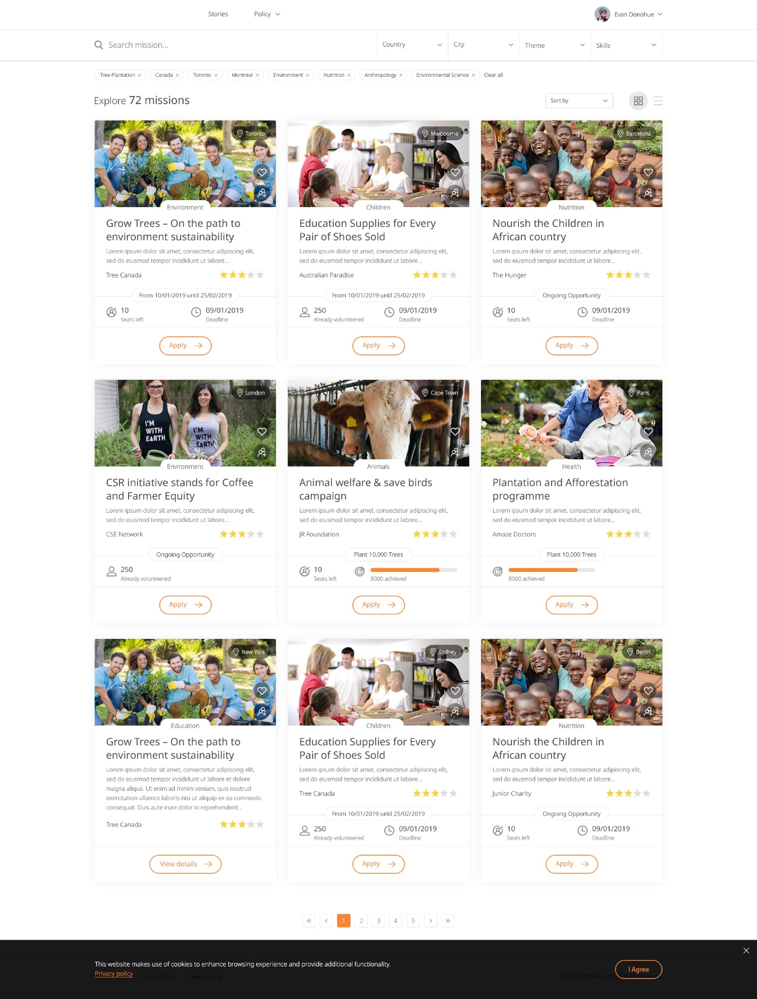 Stories
Policy
Evan Donohue
Search mission...
Country
City
Theme
Skills
Tree Plantation
Canada
Toronto
Montreal
Environment
Nutrition
Anthropology
Environmental Science
Clear all
Explore 72 missions
Sort by
Toronto
Environment
Grow Trees – On the path to
environment sustainability
Lorem ipsum dolor sit amet, consectetur adipiscing elit,
sed do eiusmod tempor incididunt ut labore...
Tree Canada
From 10/01/2019 until 25/02/2019
10
Seats left
09/01/2019
Deadline
Apply
Melbourne
Children
Education Supplies for Every
Pair of Shoes Sold
Lorem ipsum dolor sit amet, consectetur adipiscing elit,
sed do eiusmod tempor incididunt ut labore...
Australian Paradise
From 10/01/2019 until 25/02/2019
250
Already volunteered
09/01/2019
Deadline
Apply
Barcelona
Nutrition
Nourish the Children in
African country
Lorem ipsum dolor sit amet, consectetur adipiscing elit,
sed do eiusmod tempor incididunt ut labore...
The Hunger
Ongoing Opportunity
10
Seats left
09/01/2019
Deadline
Apply
London
I'M
WITH
EARTH
I'M
WITH
EARTH
Environment
CSR initiative stands for Coffee
and Farmer Equity
Lorem ipsum dolor sit amet, consectetur adipiscing elit,
sed do eiusmod tempor incididunt ut labore...
CSE Network
Ongoing Opportunity
250
Already volunteered
Apply
Cape Town
Animals
Animal welfare & save birds
campaign
Lorem ipsum dolor sit amet, consectetur adipiscing elit,
sed do eiusmod tempor incididunt ut labore...
JR Foundation
Plant 10,000 Trees
10
Seats left
8000 achieved
Apply
Paris
Health
Plantation and Afforestation
programme
Lorem ipsum dolor sit amet, consectetur adipiscing elit,
sed do eiusmod tempor incididunt ut labore...
Amaze Doctors
Plant 10,000 Trees
8000 achieved
Apply
New York
Education
Grow Trees – On the path to
environment sustainability
Lorem ipsum dolor sit amet, consectetur adipiscing elit,
sed do eiusmod tempor incididunt ut labore et dolore
magna aliqua. Ut enim ad minim veniam, quis nostrud
exercitation ullamco laboris nisi ut aliquip ex ea commodo
consequat. Duis aute irure dolor in reprehenderit...
Tree Canada
View details
Sydney
Children
Education Supplies for Every
Pair of Shoes Sold
Lorem ipsum dolor sit amet, consectetur adipiscing elit,
sed do eiusmod tempor incididunt ut labore...
Tree Canada
From 10/01/2019 until 25/02/2019
250
Already volunteered
09/01/2019
Deadline
Apply
Berlin
Nutrition
Nourish the Children in
African country
Lorem ipsum dolor sit amet, consectetur adipiscing elit,
sed do eiusmod tempor incididunt ut labore...
Junior Charity
Ongoing Opportunity
10
Seats left
09/01/2019
Deadline
Apply
1
2
3
4
5
This website makes use of cookies to enhance browsing experience and provide additional functionality.
Privacy policy
Cookie Policy
Terms of Use
I Agree